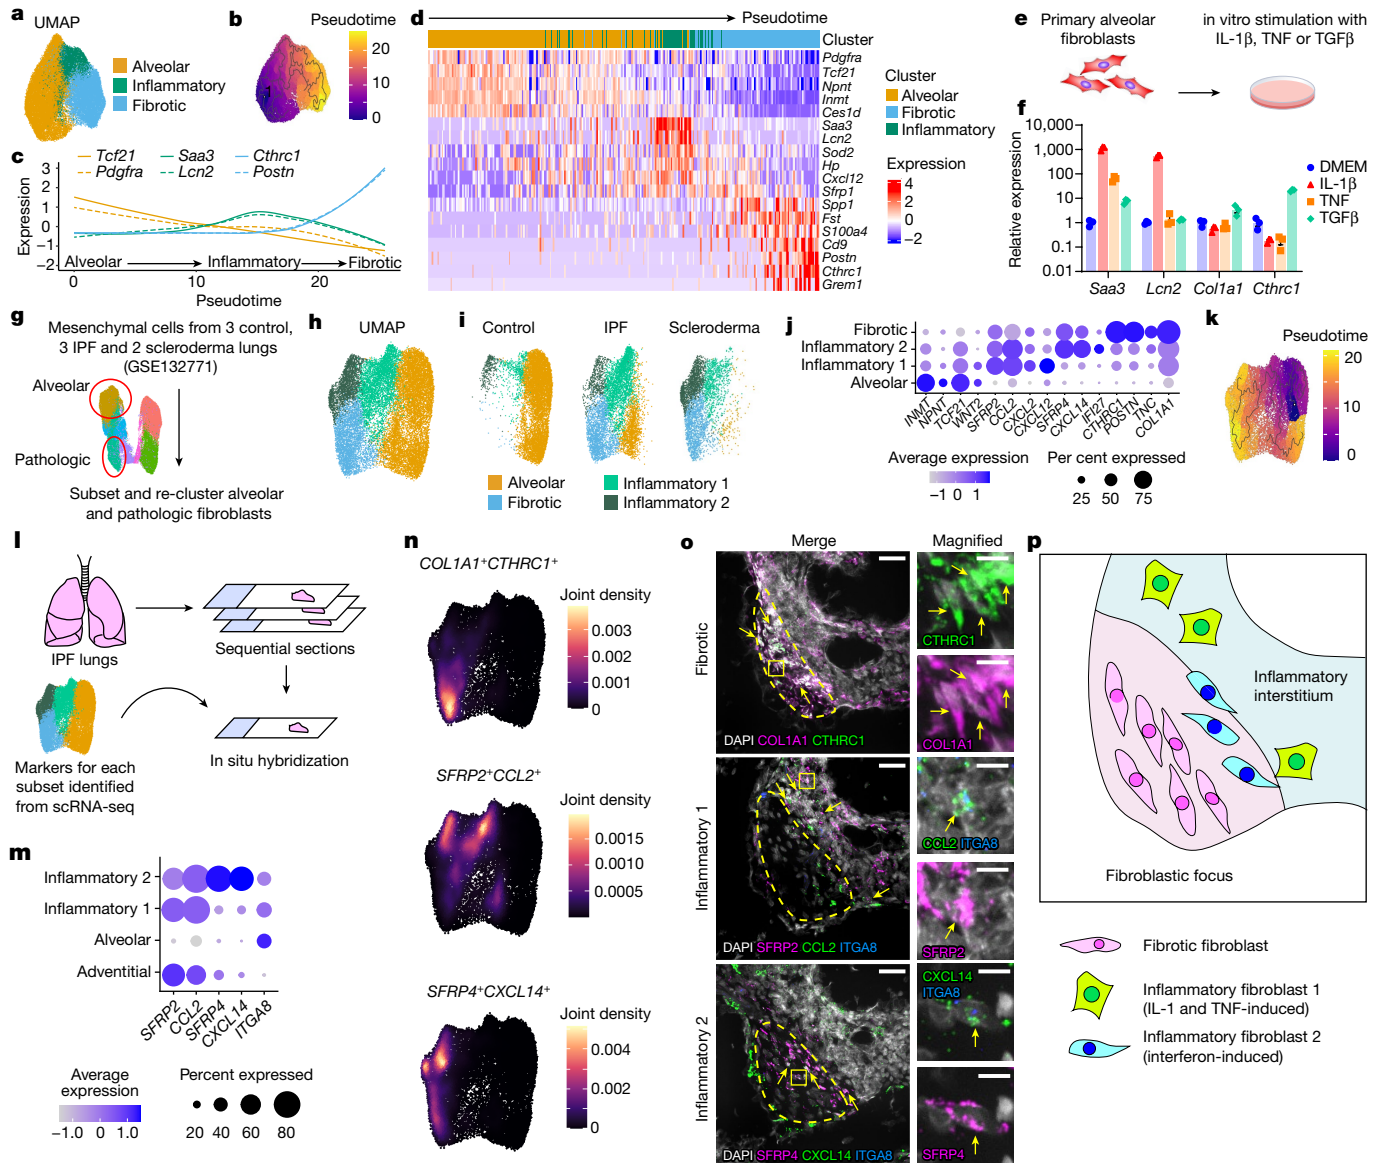 a
UMAP
Alveolar
Inflammatory
Fibrotic
b
Pseudotime
20
10
0
c
Tcf21
Saa3
Cthrc1
Pdgfra
Lcn2
Postn
Expression
3
2
1
0
−1
−2
Alveolar
Inflammatory
Fibrotic
0
10
20
Pseudotime
d
Pseudotime
Cluster
Pdgfra
Tcf21
Npnt
Inmt
Ces1d
Saa3
Lcn2
Sod2
Hp
Cxcl12
Sfrp1
Spp1
Fst
S100a4
Cd9
Postn
Cthrc1
Grem1
Cluster
Alveolar
Fibrotic
Inflammatory
Expression
4
2
0
−2
e
Primary alveolar
fibroblasts
in vitro stimulation with
IL-1β, TNF or TGFβ
f
Relative expression
10,000
1,000
100
10
1
0.1
0.01
Saa3
Lcn2
Col1a1
Cthrc1
DMEM
IL-1β
TNF
TGFβ
g
Mesenchymal cells from 3 control,
3 IPF and 2 scleroderma lungs
(GSE132771)
Alveolar
Pathologic
Subset and re-cluster alveolar
and pathologic fibroblasts
h
UMAP
i
Control
IPF
Scleroderma
Alveolar
Fibrotic
Inflammatory 1
Inflammatory 2
j
Fibrotic
Inflammatory 2
Inflammatory 1
Alveolar
INMT
NPNT
TCF21
WNT2
SFRP2
CCL2
CXCL2
CXCL12
SFRP4
CXCL14
IFI27
CTHRC1
POSTN
TNC
COL1A1
Average expression
−1 0 1
Per cent expressed
25 50 75
k
Pseudotime
20
10
0
l
IPF lungs
Sequential sections
In situ hybridization
Markers for each
subset identified
from scRNA-seq
m
Inflammatory 2
Inflammatory 1
Alveolar
Adventitial
SFRP2
CCL2
SFRP4
CXCL14
ITGA8
Average
expression
−1.0 0 1.0
Percent expressed
20 40 60 80
n
COL1A1+CTHRC1+
Joint density
0.003
0.002
0.001
0
SFRP2+CCL2+
Joint density
0.0015
0.0010
0.0005
SFRP4+CXCL14+
Joint density
0.004
0.002
0
o
Merge
Magnified
Fibrotic
DAPI COL1A1 CTHRC1
CTHRC1
COL1A1
Inflammatory 1
DAPI SFRP2 CCL2 ITGA8
CCL2 ITGA8
SFRP2
Inflammatory 2
DAPI SFRP4 CXCL14 ITGA8
CXCL14
ITGA8
SFRP4
p
Inflammatory
interstitium
Fibroblastic focus
Fibrotic fibroblast
Inflammatory fibroblast 1
(IL-1 and TNF-induced)
Inflammatory fibroblast 2
(interferon-induced)